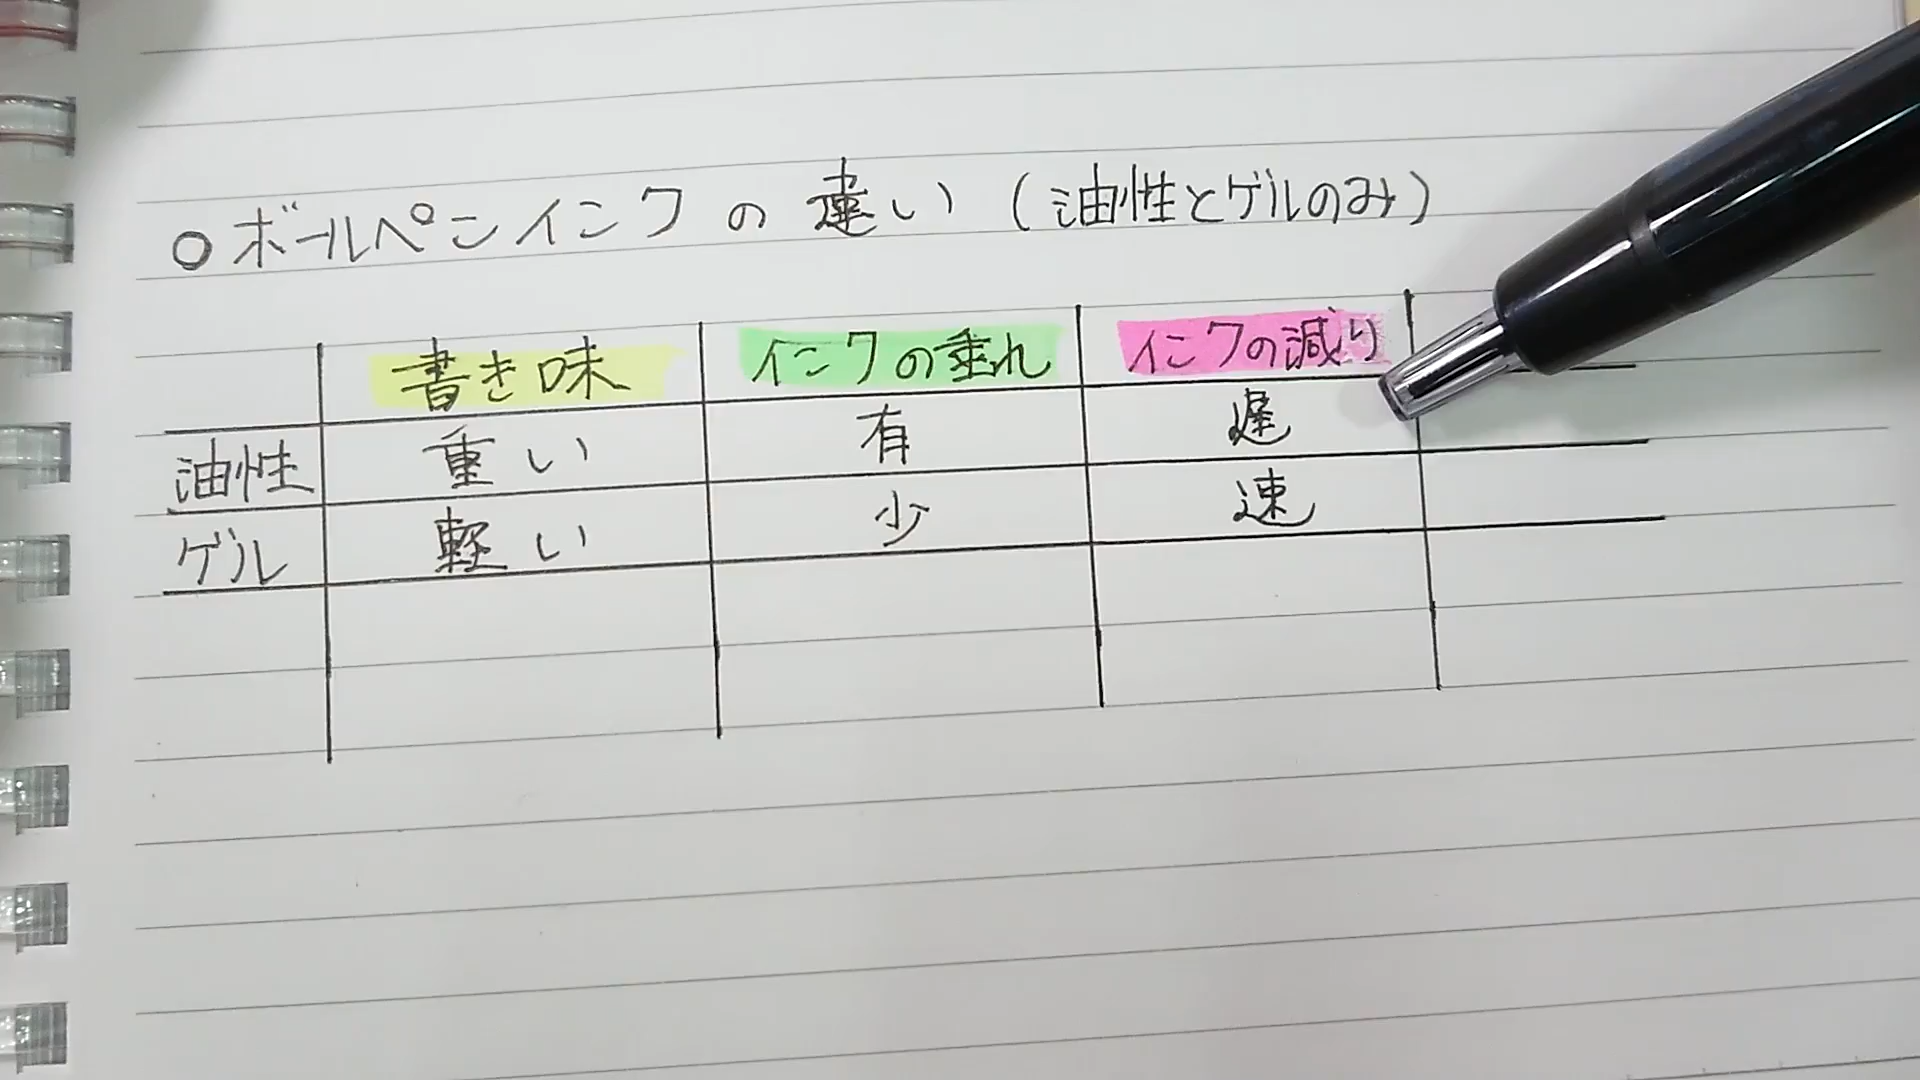 ○ボールペンインクの違い（油性とゲルのみ）
書き味 インクの垂れ インクの減り
油性 重い 有 遅
ゲル 軽い 少 速